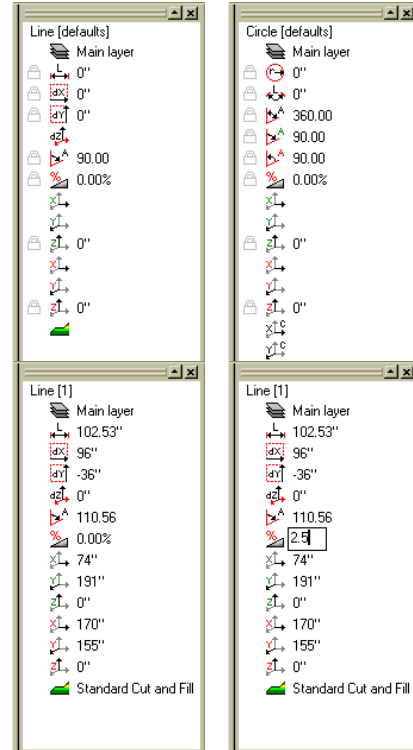 Line [defaults]
Main layer
L 0"
dX 0"
dY 0"
dZ
A 90.00
% 0.00%
X
Y
Z 0"
X
Y
Z 0"
Circle [defaults]
Main layer
r 0"
0"
A 360.00
A 90.00
A 90.00
% 0.00%
X
Y
Z 0"
X
Y
Z 0"
X C
Y C
Line [1]
Main layer
L 102.53"
dX 96"
dY -36"
dZ 0"
A 110.56
% 0.00%
X 74"
Y 191"
Z 0"
X 170"
Y 155"
Z 0"
Standard Cut and Fill
Line [1]
Main layer
L 102.53"
dX 96"
dY -36"
dZ 0"
A 110.56
% 2.5
X 74"
Y 191"
Z 0"
X 170"
Y 155"
Z 0"
Standard Cut and Fill